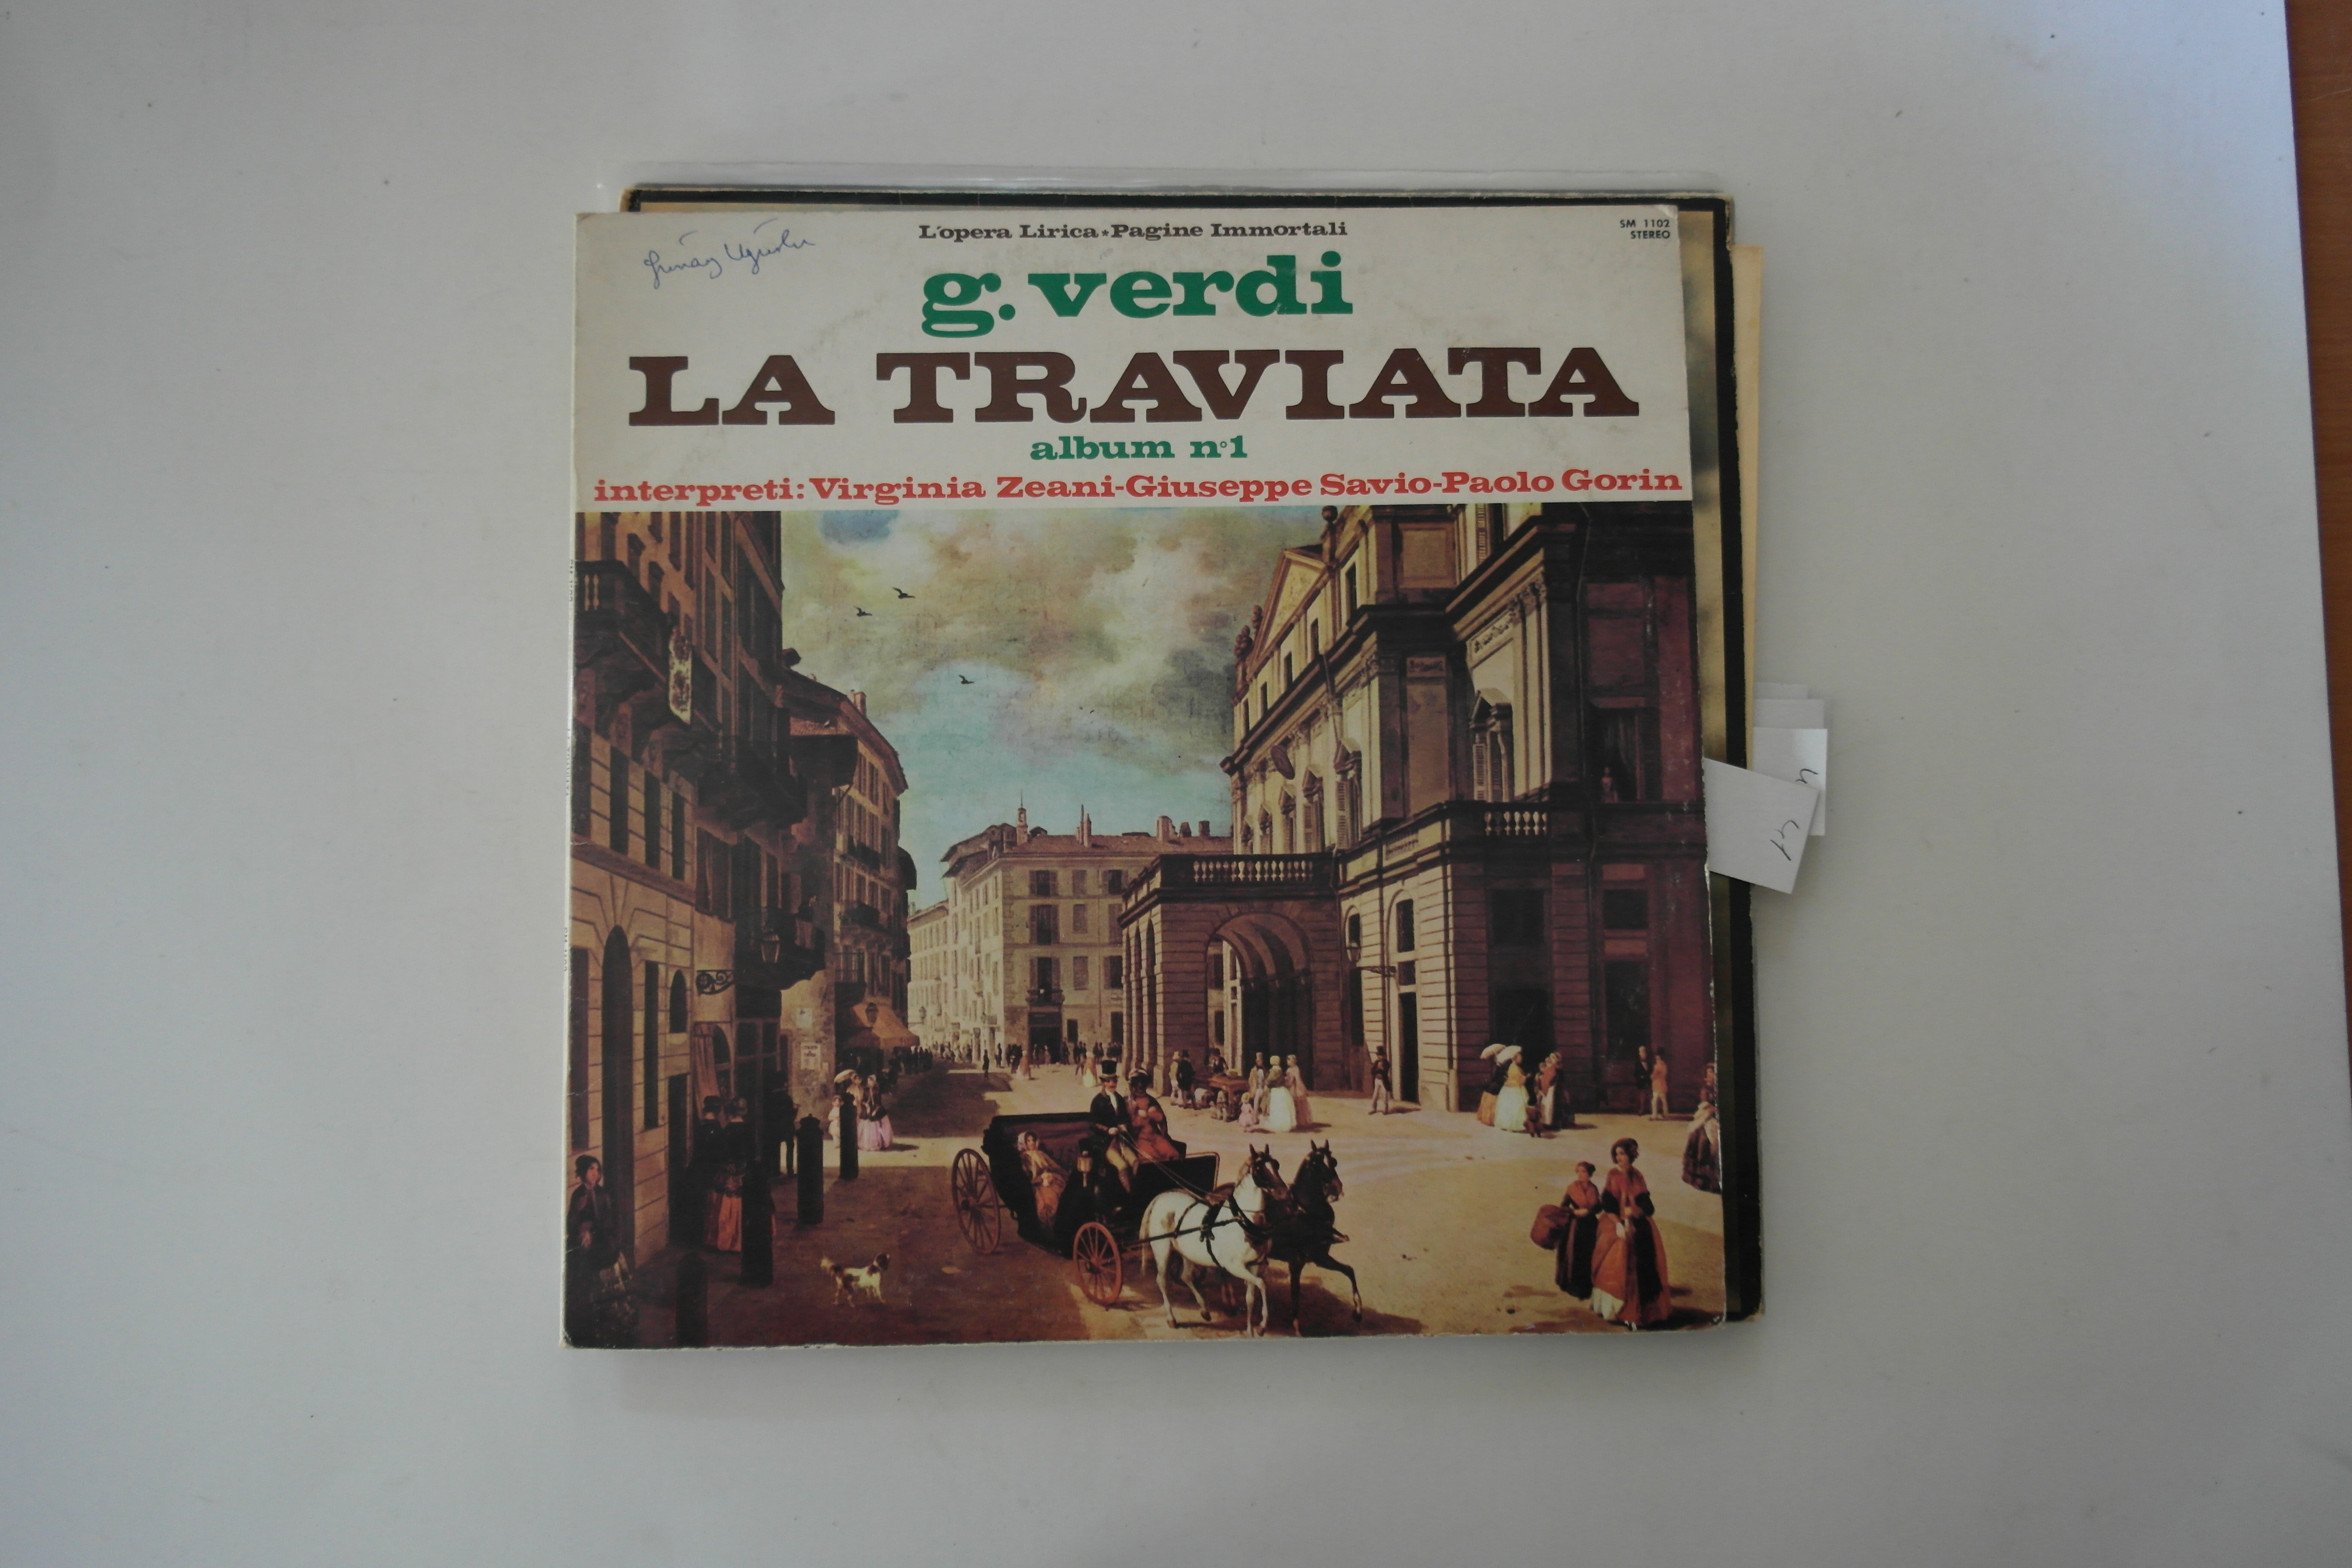 L'opera Lirica★Pagine Immortali
SM 1102
STEREO
g. verdi
LA TRAVIATA
album n°1
interpreti: Virginia Zeani-Giuseppe Savio-Paolo Gorin